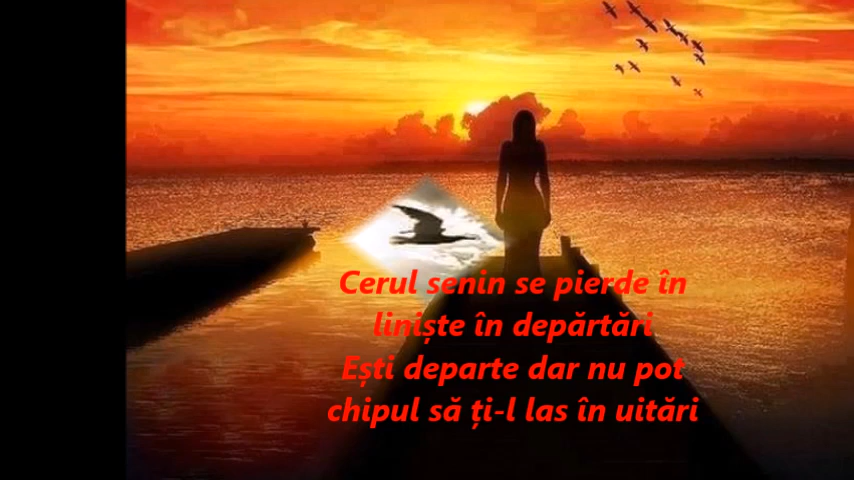 Cerul senin se pierde în
liniște în depărtări
Ești departe dar nu pot
chipul să ți-l las în uitări